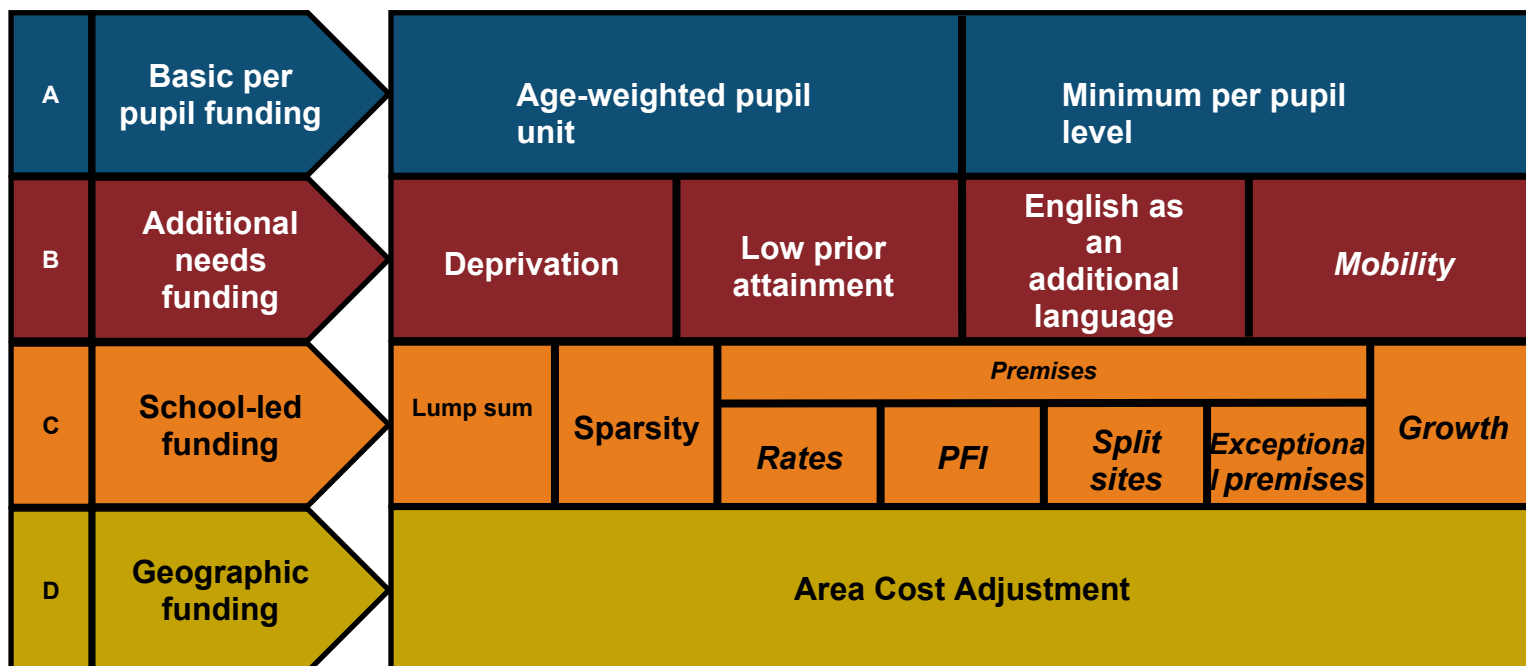 A
Basic per
pupil funding
Age-weighted pupil
unit
Minimum per pupil
level
B
Additional
needs
funding
Deprivation
Low prior
attainment
English as
an
additional
language
Mobility
C
School-led
funding
Lump sum
Sparsity
Premises
Rates
PFI
Split
sites
Exceptiona
l premises
Growth
D
Geographic
funding
Area Cost Adjustment